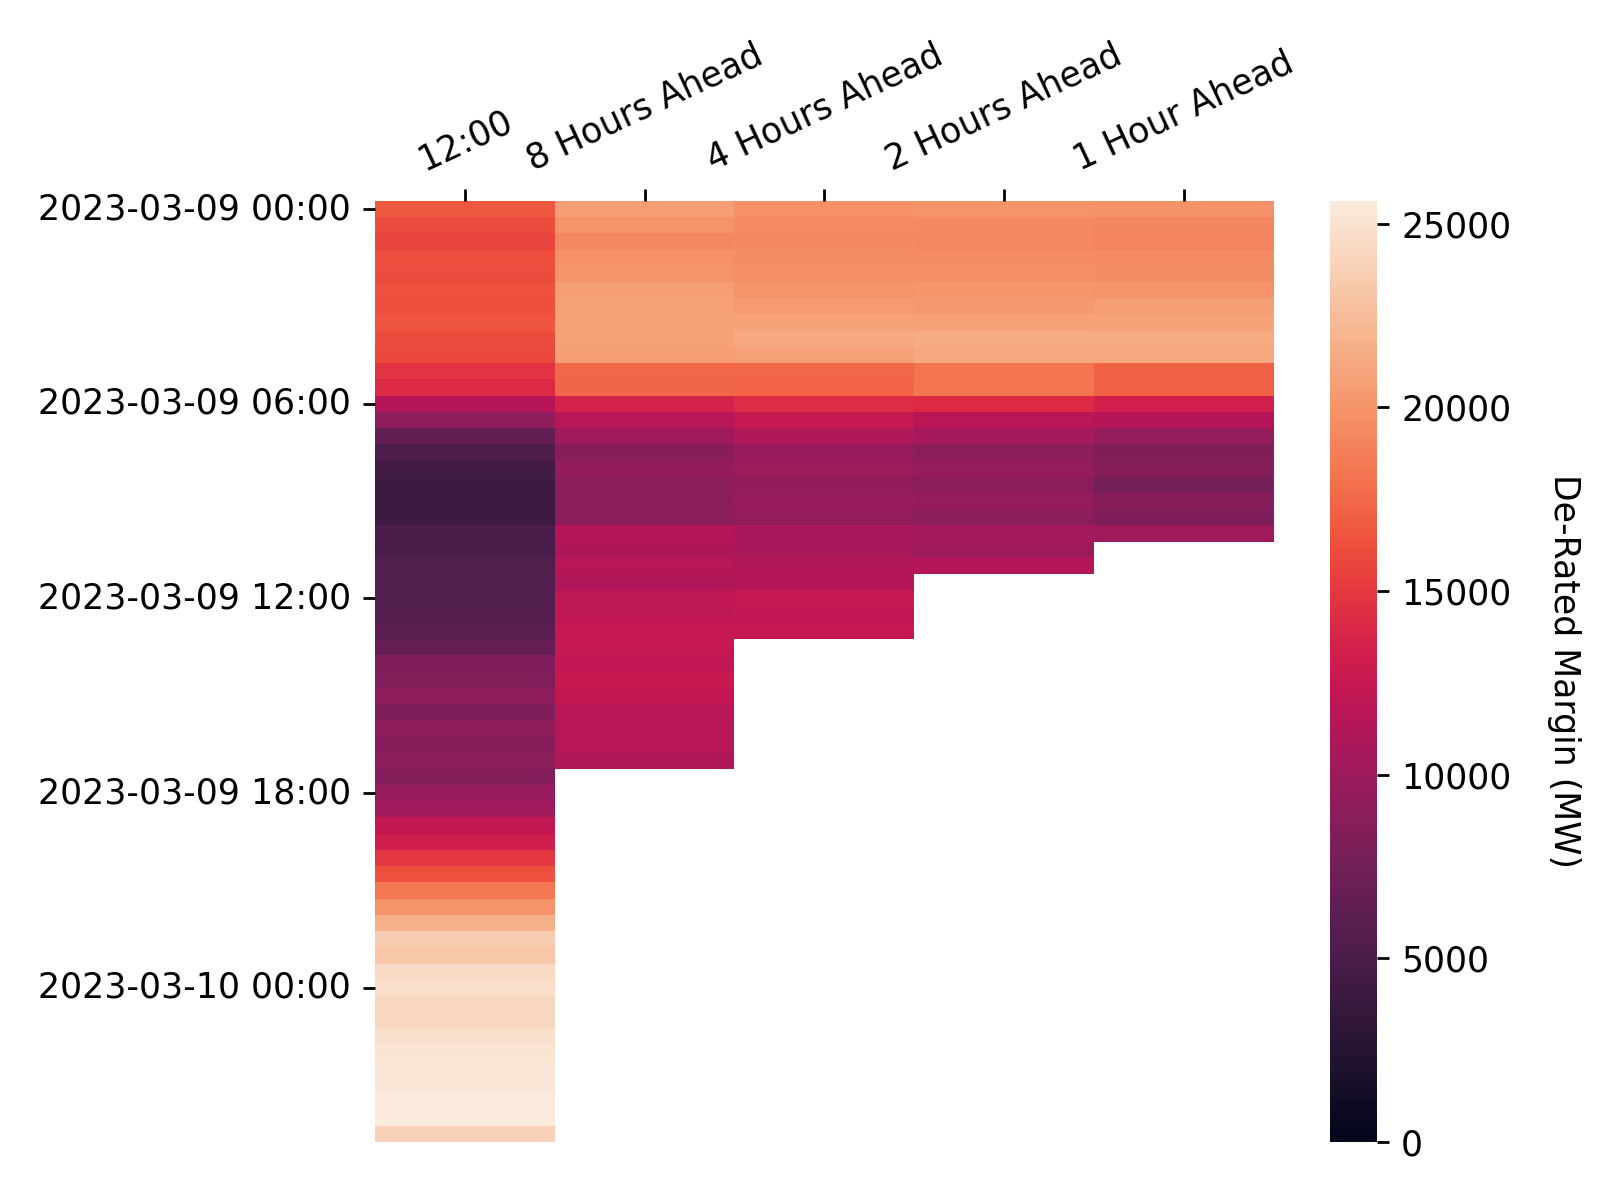 12:00
8 Hours Ahead
4 Hours Ahead
2 Hours Ahead
1 Hour Ahead
2023-03-09 00:00
2023-03-09 06:00
2023-03-09 12:00
2023-03-09 18:00
2023-03-10 00:00
25000
20000
15000
10000
5000
0
De-Rated Margin (MW)